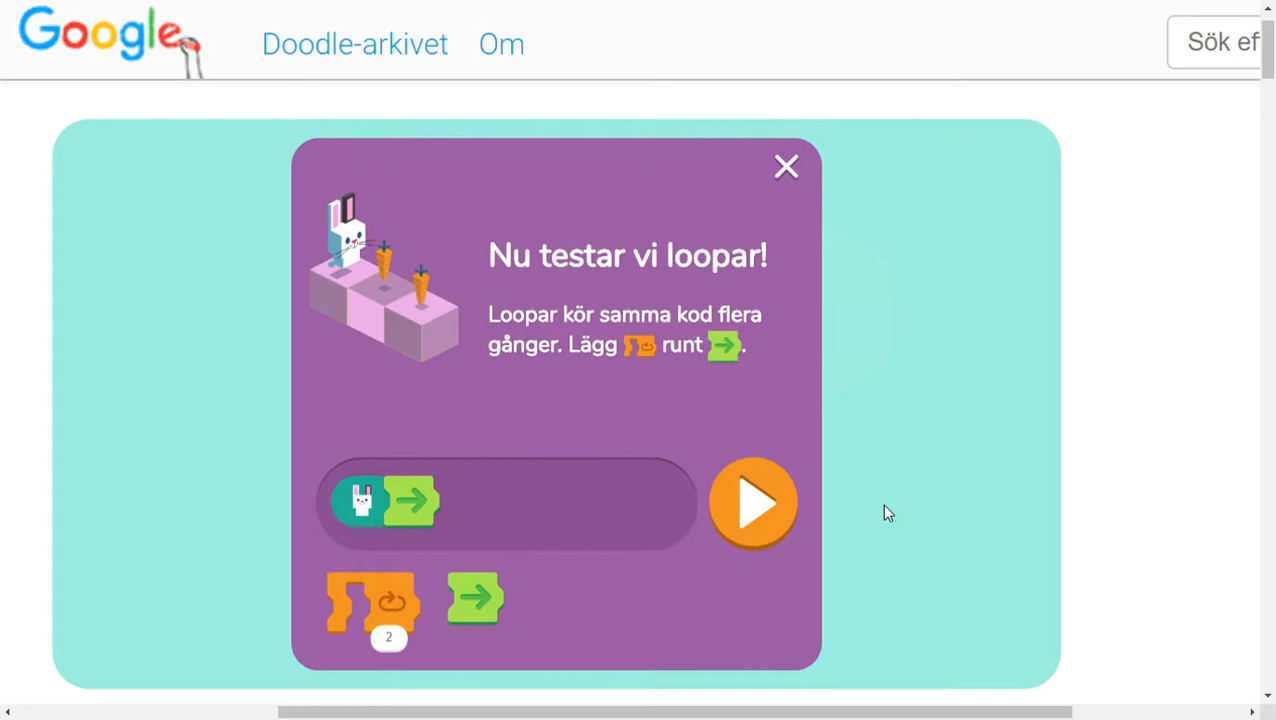 Google
Doodle-arkivet Om
Sök ef
Nu testar vi loopar!
Loopar kör samma kod flera
gånger. Lägg runt .
2